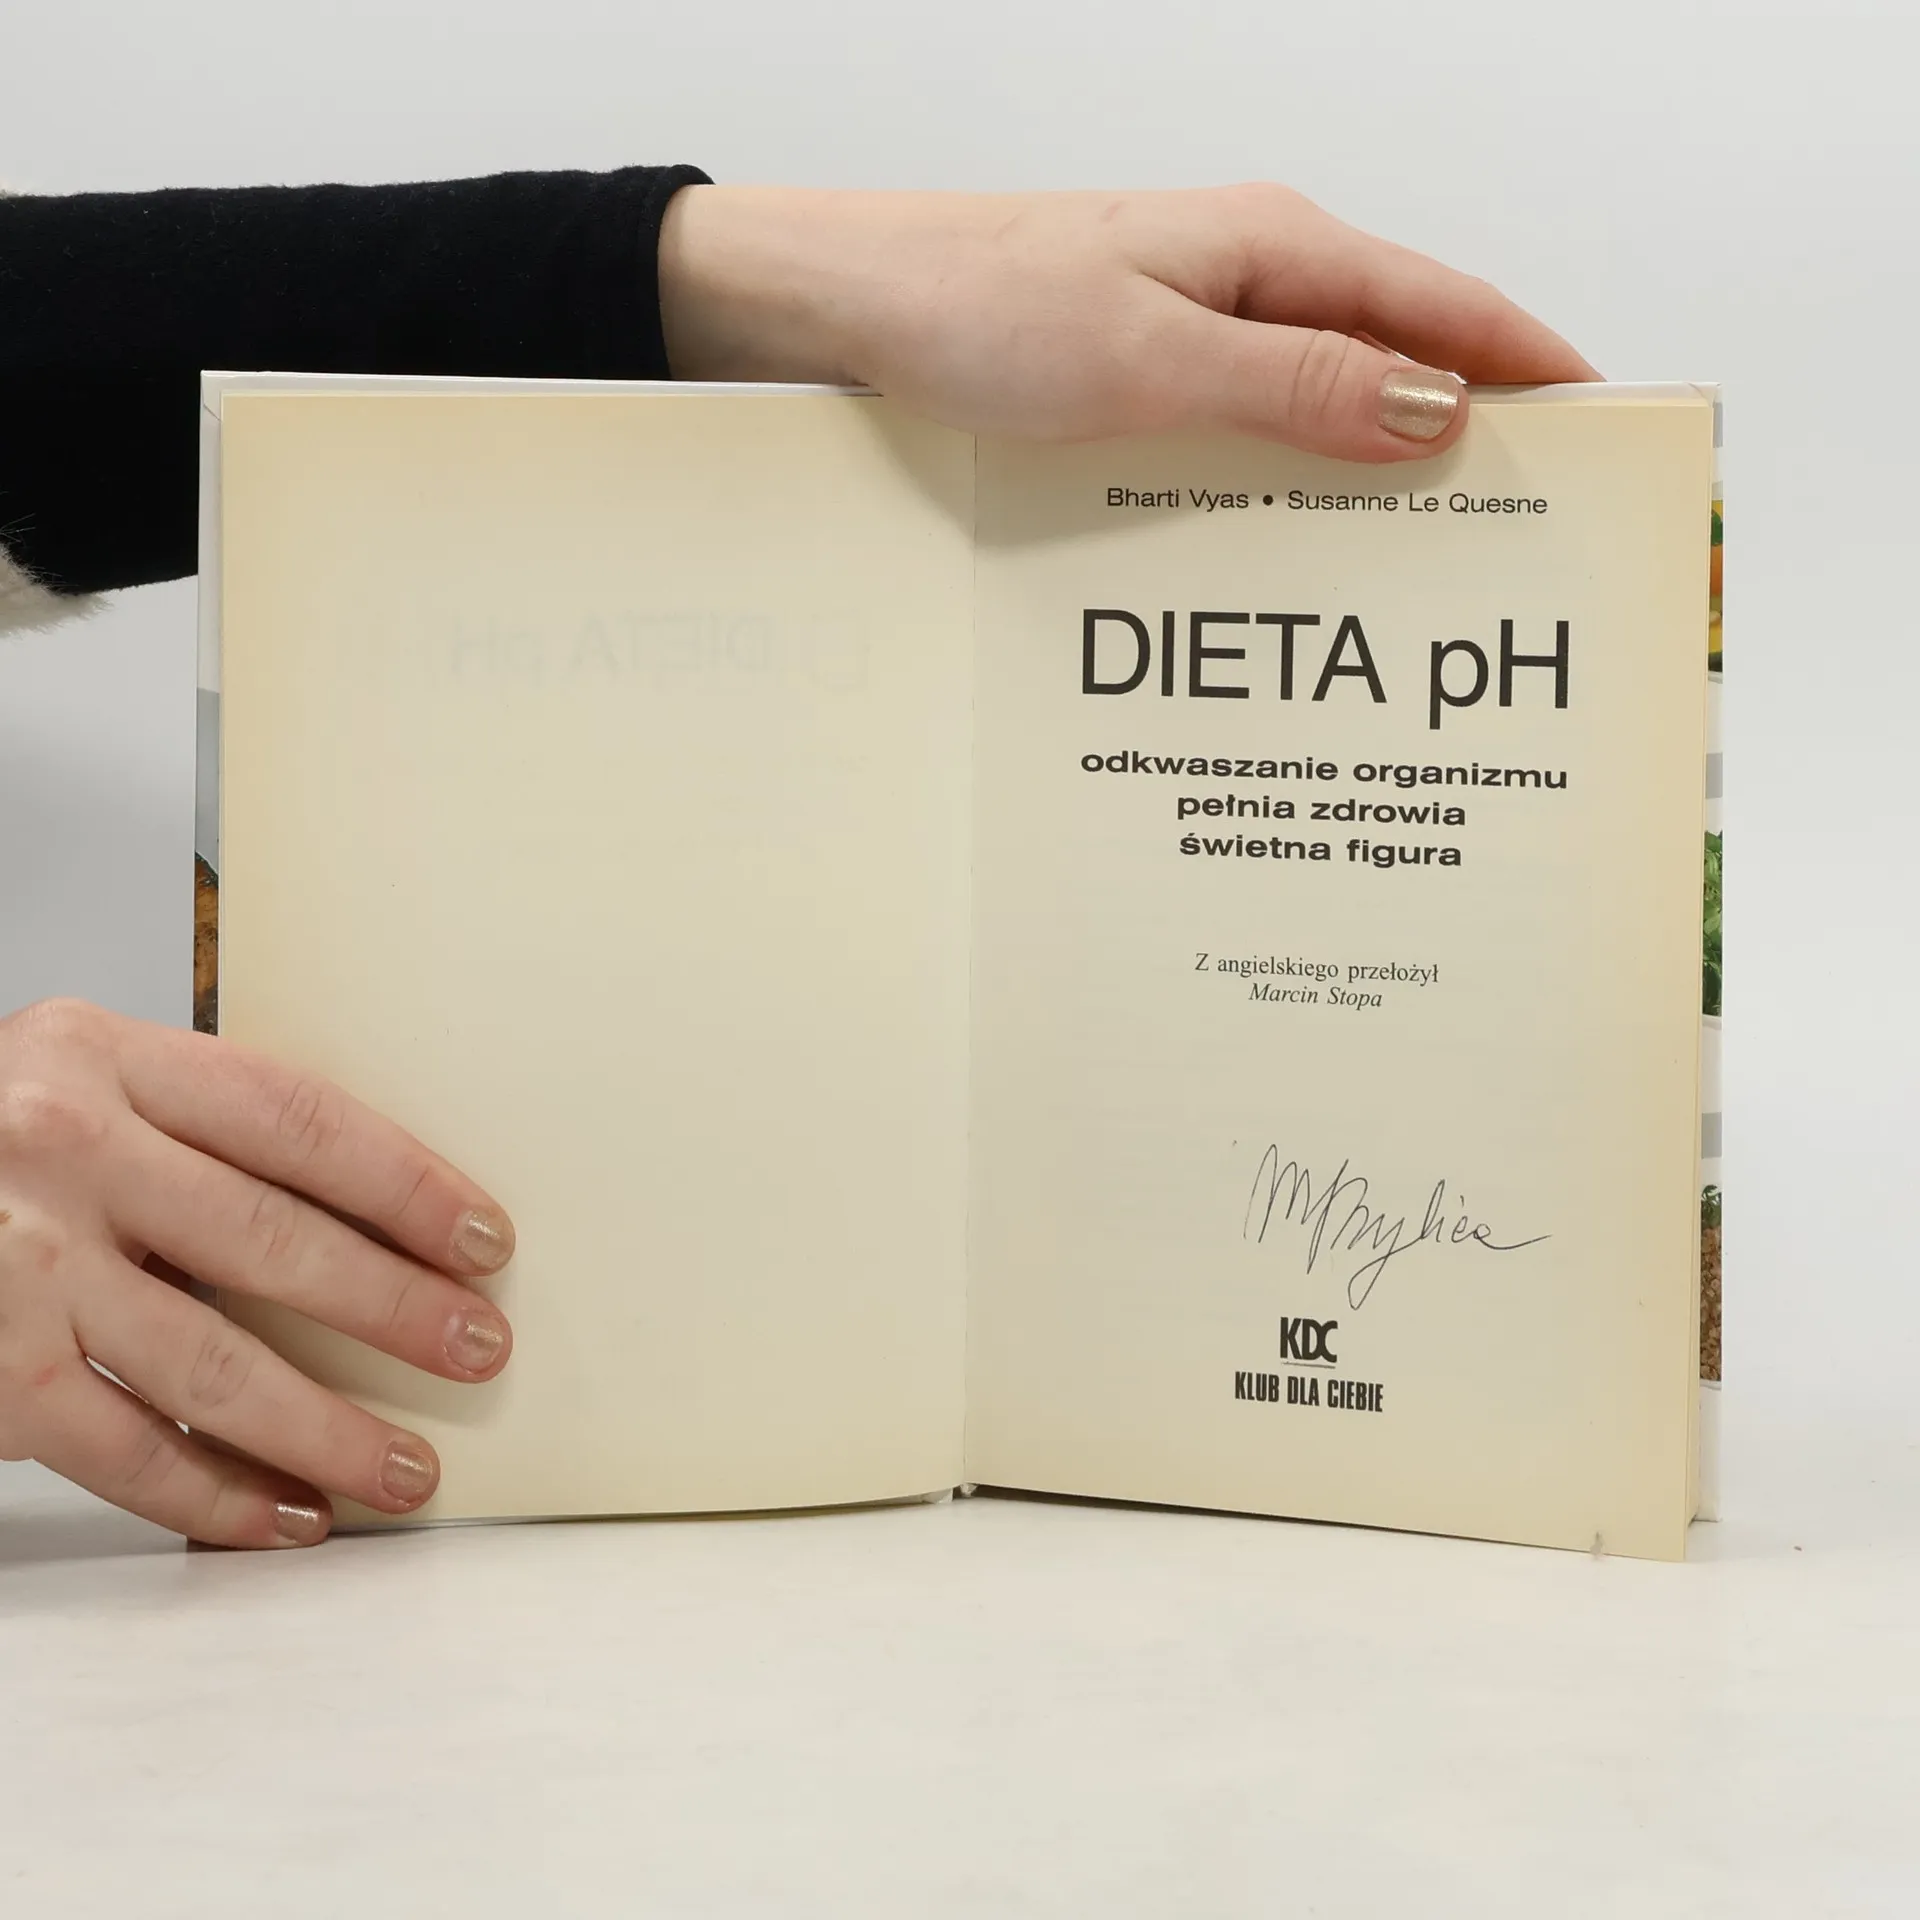 Bharti Vyas • Susanne Le Quesne
DIETA pH
odkwaszanie organizmu
pełnia zdrowia
świetna figura
Z angielskiego przełożył
Marcin Stopa
KDC
KLUB DLA CIEBIE